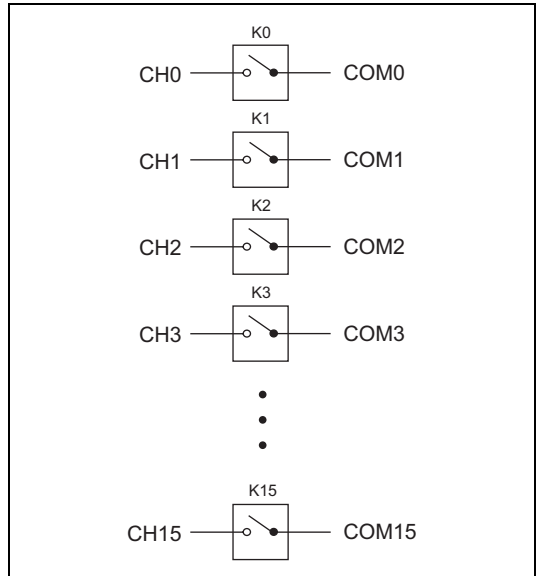 K0
CH0 COM0
K1
CH1 COM1
K2
CH2 COM2
K3
CH3 COM3
K15
CH15 COM15